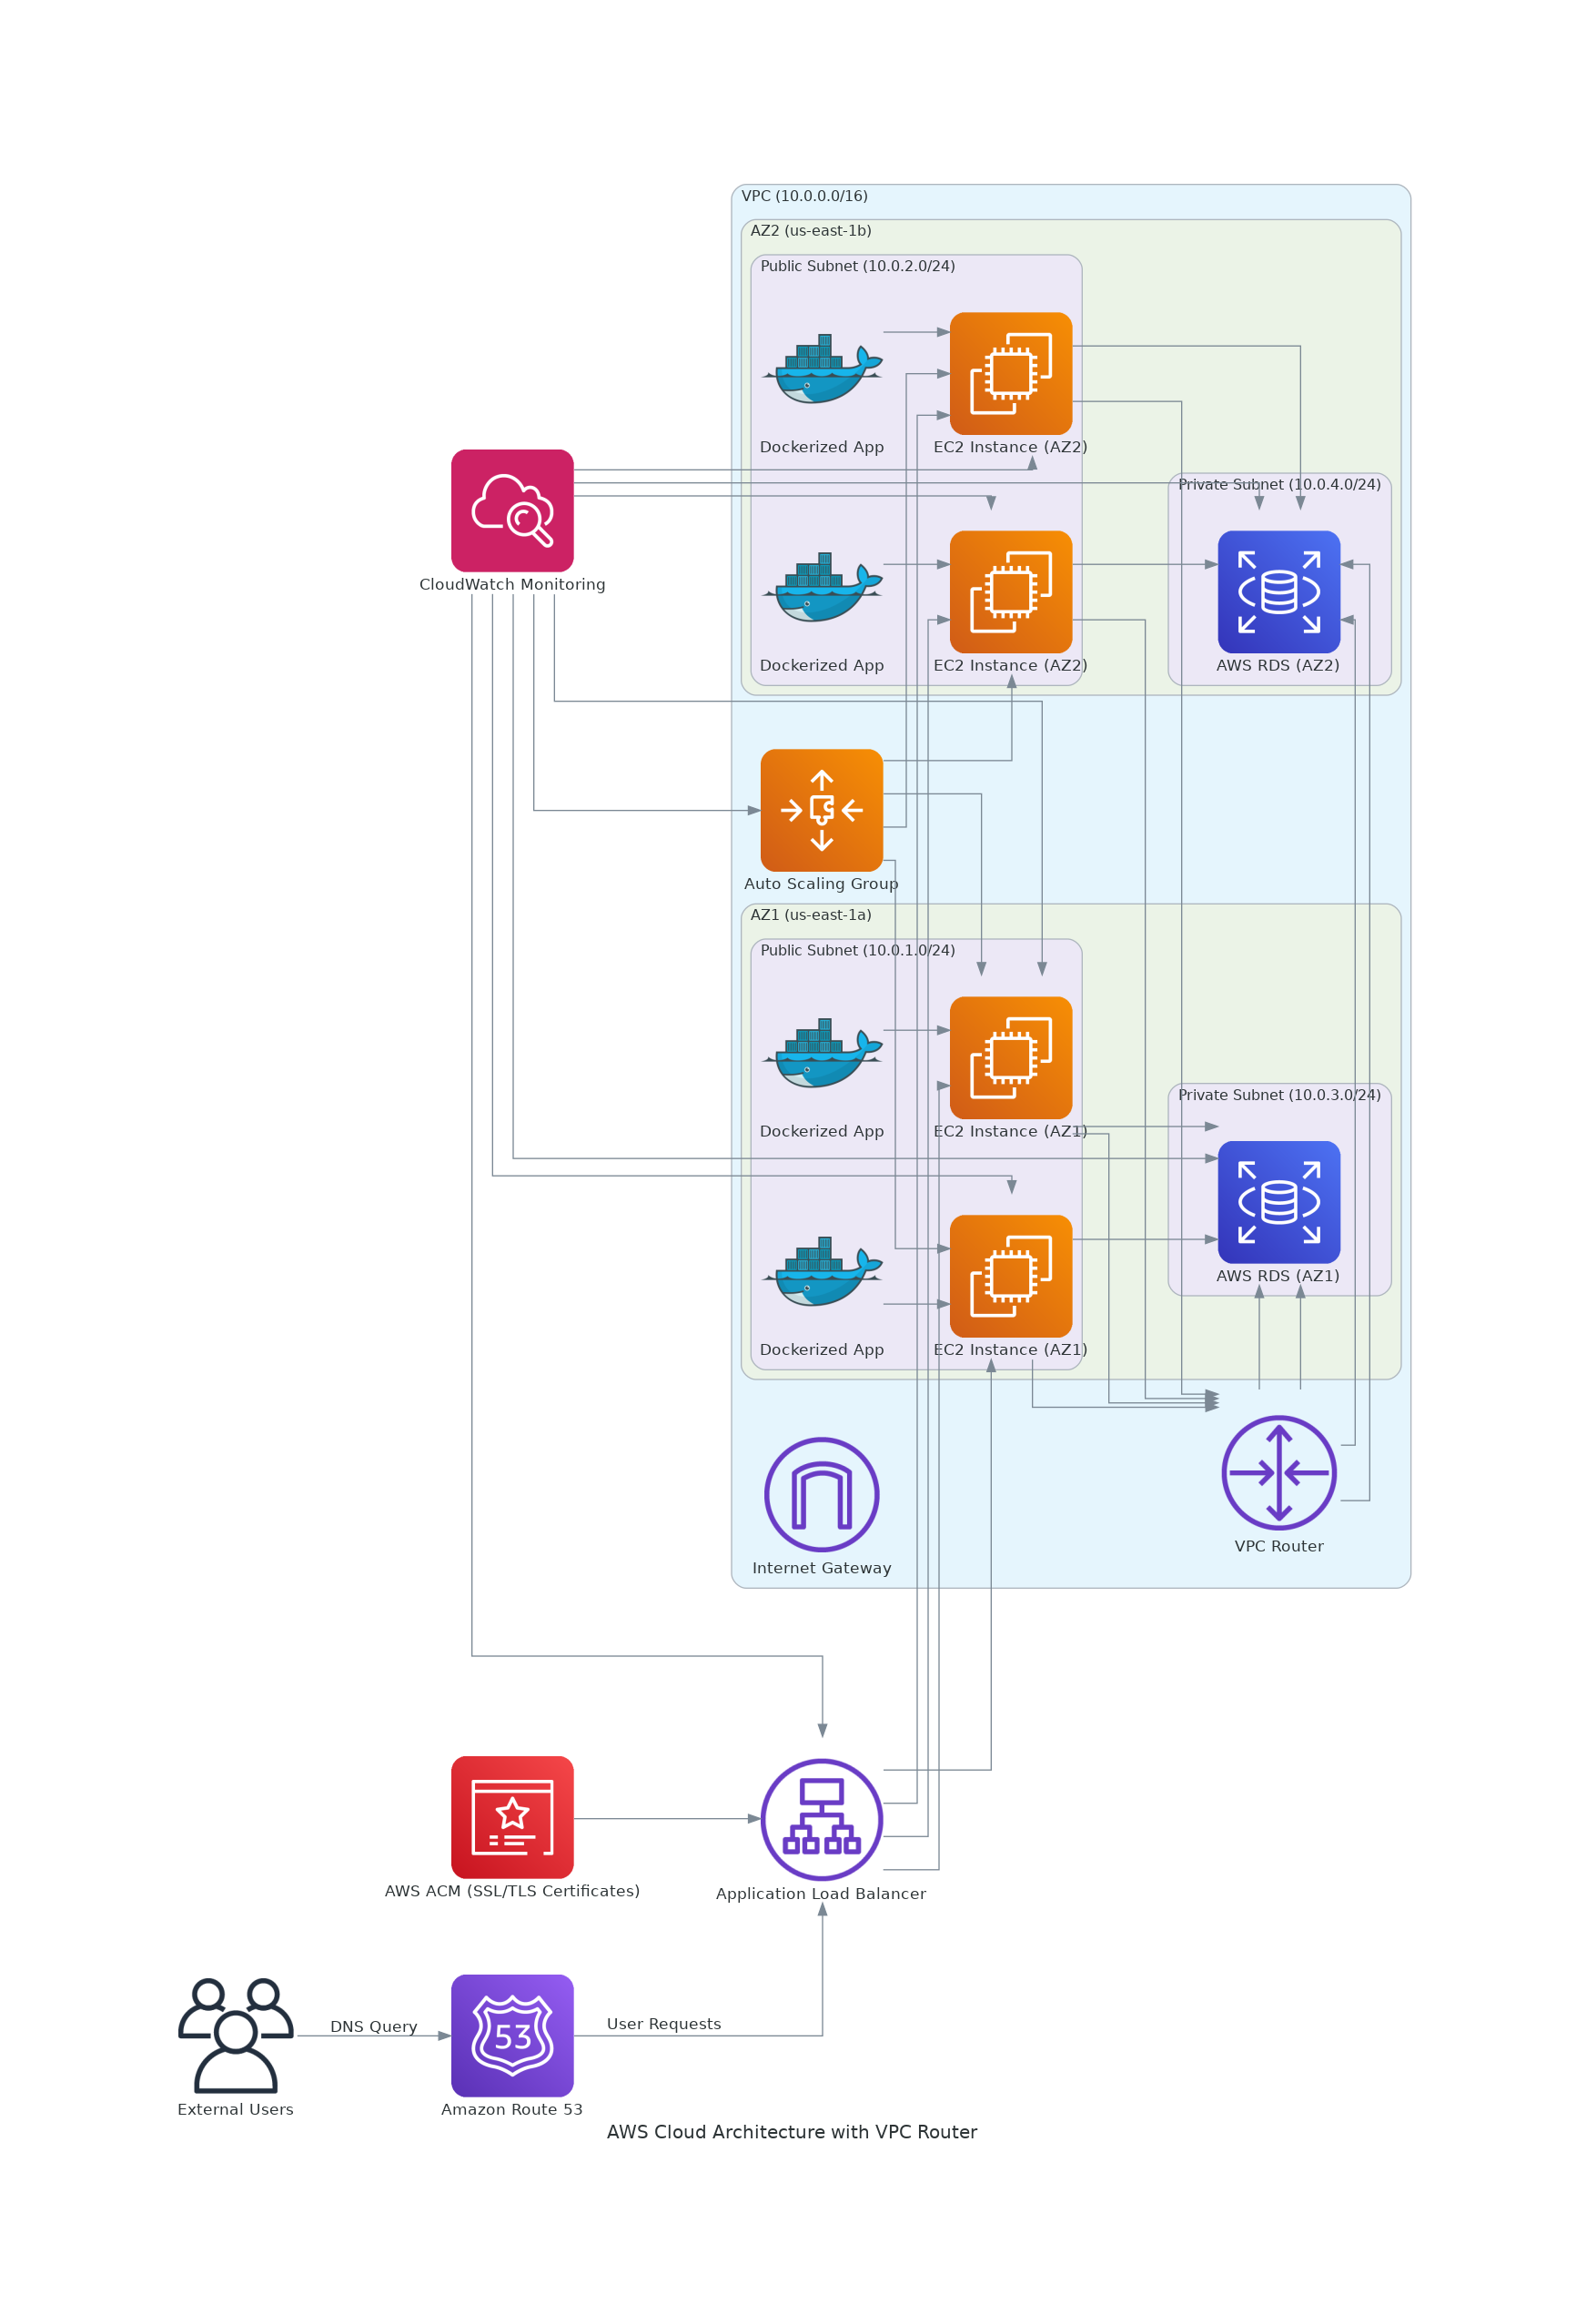 VPC (10.0.0.0/16)
AZ2 (us-east-1b)
Public Subnet (10.0.2.0/24)
Dockerized App
EC2 Instance (AZ2)
CloudWatch Monitoring
Private Subnet (10.0.4.0/24)
Dockerized App
EC2 Instance (AZ2)
AWS RDS (AZ2)
Auto Scaling Group
AZ1 (us-east-1a)
Public Subnet (10.0.1.0/24)
Dockerized App
EC2 Instance (AZ1)
Private Subnet (10.0.3.0/24)
AWS RDS (AZ1)
Dockerized App
EC2 Instance (AZ1)
Internet Gateway
VPC Router
AWS ACM (SSL/TLS Certificates)
Application Load Balancer
DNS Query
53
User Requests
External Users
Amazon Route 53
AWS Cloud Architecture with VPC Router